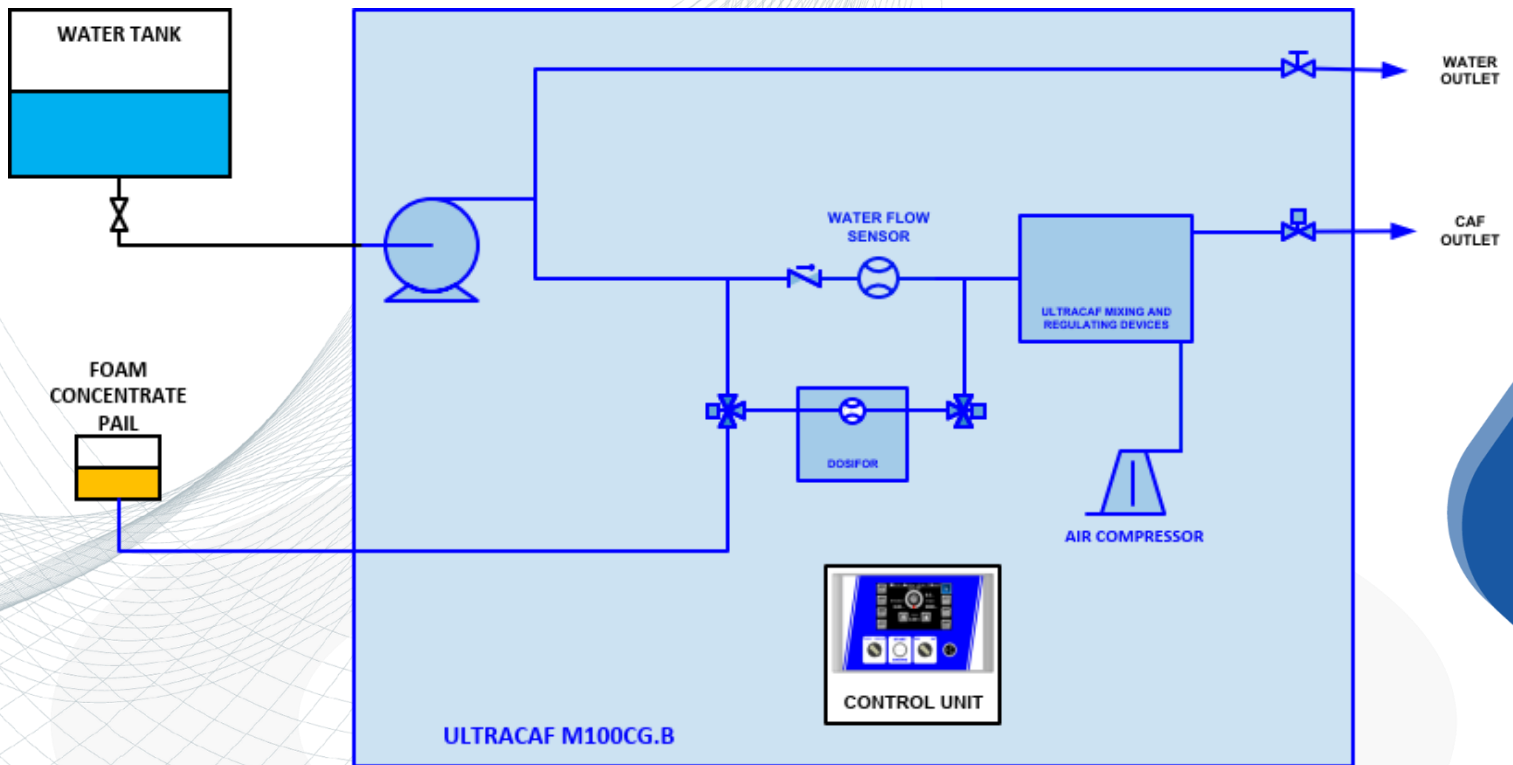 WATER TANK
WATER
OUTLET
WATER FLOW
SENSOR
CAF
OUTLET
ULTRACAF MIXING AND
REGULATING DEVICES
FOAM
CONCENTRATE
PAIL
DOSIFOR
AIR COMPRESSOR
CONTROL UNIT
ULTRACAF M100CG.B